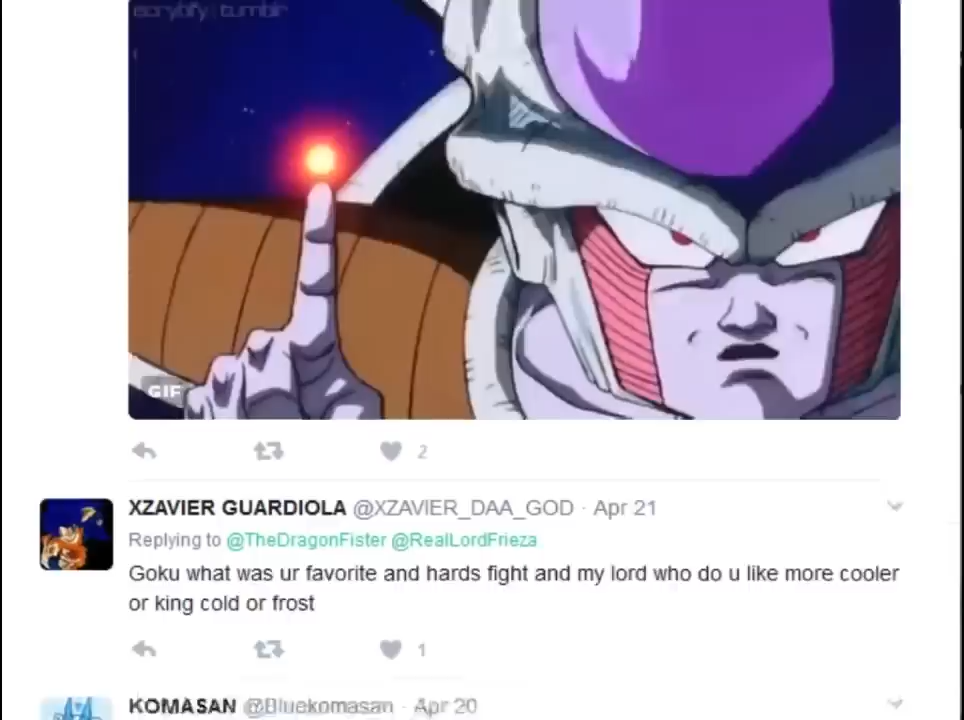 GIF
2
XZAVIER GUARDIOLA @XZAVIER_DAA_GOD · Apr 21
Replying to @TheDragonFister @RealLordFrieza
Goku what was ur favorite and hards fight and my lord who do u like more cooler
or king cold or frost
1
KOMASAN @Bluekomasan · Apr 20